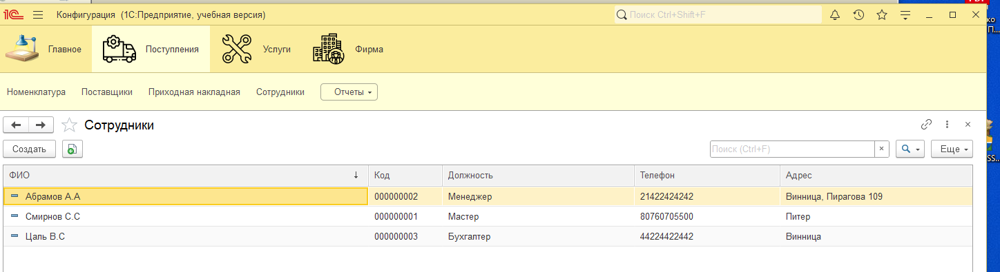 1С Конфигурация (1С:Предприятие, учебная версия) Поиск Ctrl+Shift+F
Главное Поступления Услуги Фирма
Номенклатура Поставщики Приходная накладная Сотрудники Отчеты
Сотрудники
Создать Поиск (Ctrl+F) × Еще
ФИО ↓ Код Должность Телефон Адрес
Абрамов А.А 000000002 Менеджер 21422424242 Винница, Пирагова 109
Смирнов С.С 000000001 Мастер 80760705500 Питер
Цаль В.С 000000003 Бухгалтер 44224422442 Винница